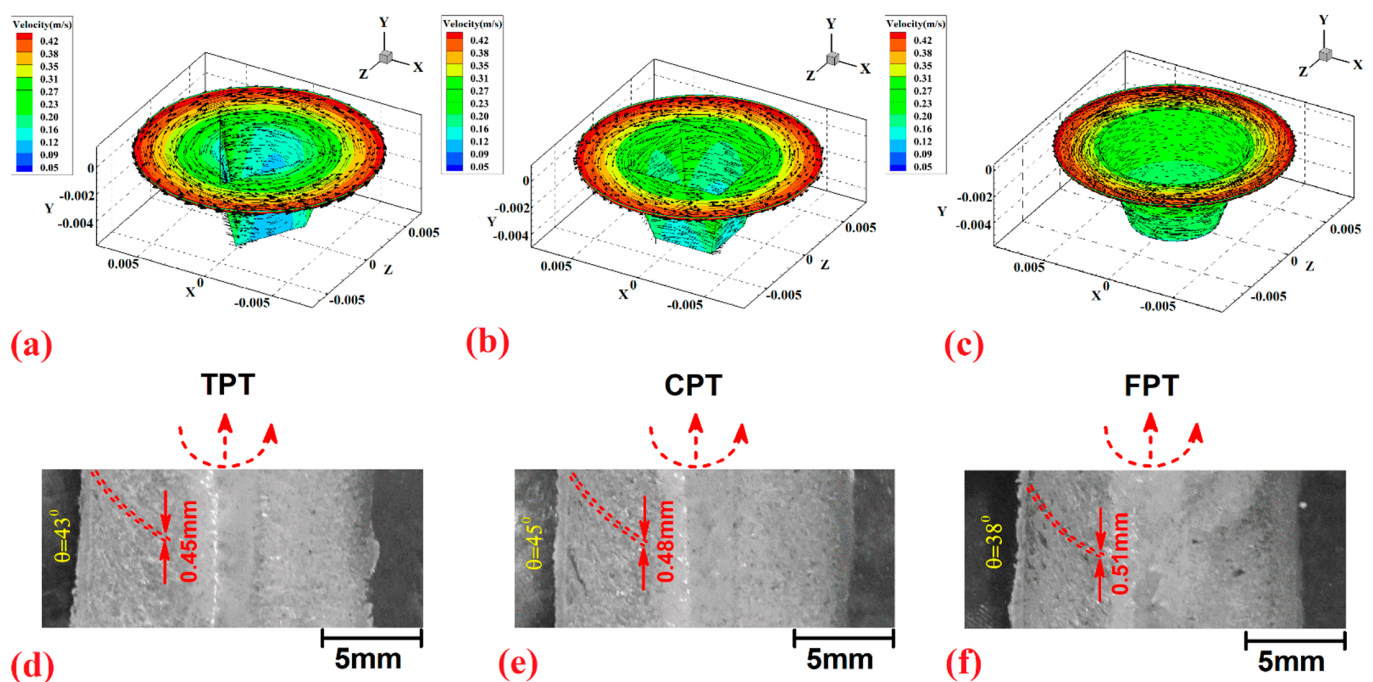 Velocity(m/s)
0.42
0.38
0.35
0.31
0.27
0.23
0.20
0.16
0.12
0.09
0.05
Y
Z
X
0
-0.002
-0.004
Y
0.005
0
-0.005
X
0.005
0
-0.005
Z
(a)
Velocity(m/s)
0.42
0.38
0.35
0.31
0.27
0.23
0.20
0.16
0.12
0.09
0.05
Y
Z
X
0
-0.002
-0.004
Y
0.005
0
-0.005
X
0.005
0
-0.005
Z
(b)
Velocity(m/s)
0.42
0.38
0.35
0.31
0.27
0.23
0.20
0.16
0.12
0.09
0.05
Y
Z
X
0
-0.002
-0.004
Y
0.005
0
-0.005
X
0.005
0
-0.005
Z
(c)
TPT
θ=43⁰
0.45mm
5mm
(d)
CPT
θ=45⁰
0.48mm
5mm
(e)
FPT
θ=38⁰
0.51mm
5mm
(f)